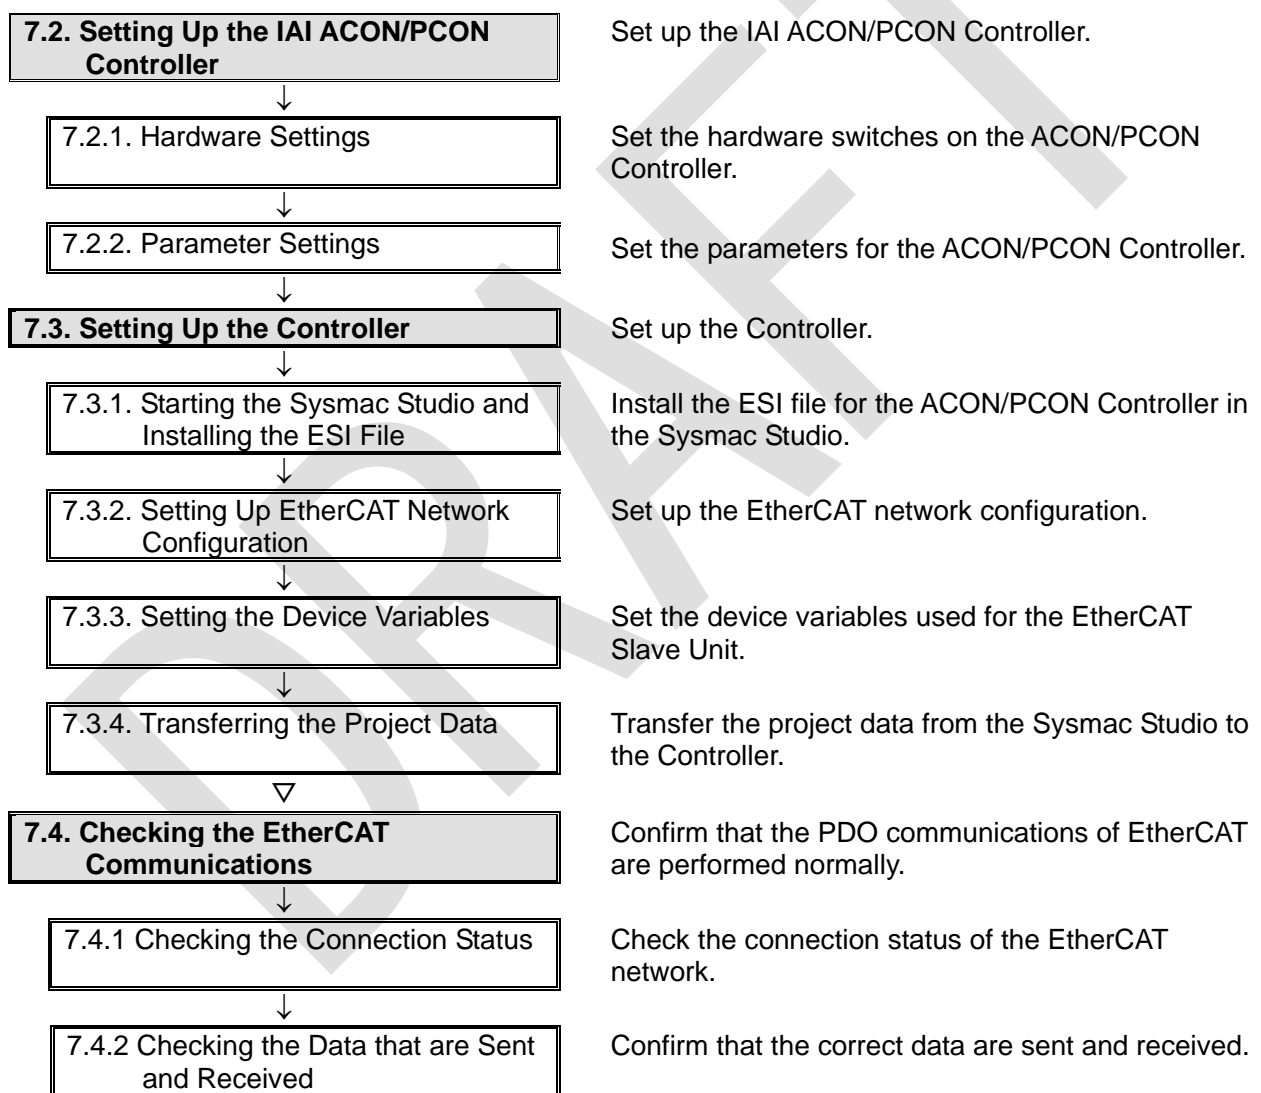 7.2. Setting Up the IAI ACON/PCON
Controller
Set up the IAI ACON/PCON Controller.
↓
7.2.1. Hardware Settings
Set the hardware switches on the ACON/PCON
Controller.
↓
7.2.2. Parameter Settings
Set the parameters for the ACON/PCON Controller.
↓
7.3. Setting Up the Controller
Set up the Controller.
↓
7.3.1. Starting the Sysmac Studio and
Installing the ESI File
Install the ESI file for the ACON/PCON Controller in
the Sysmac Studio.
↓
7.3.2. Setting Up EtherCAT Network
Configuration
Set up the EtherCAT network configuration.
↓
7.3.3. Setting the Device Variables
Set the device variables used for the EtherCAT
Slave Unit.
↓
7.3.4. Transferring the Project Data
Transfer the project data from the Sysmac Studio to
the Controller.
▽
7.4. Checking the EtherCAT
Communications
Confirm that the PDO communications of EtherCAT
are performed normally.
↓
7.4.1 Checking the Connection Status
Check the connection status of the EtherCAT
network.
↓
7.4.2 Checking the Data that are Sent
and Received
Confirm that the correct data are sent and received.
DRAFT